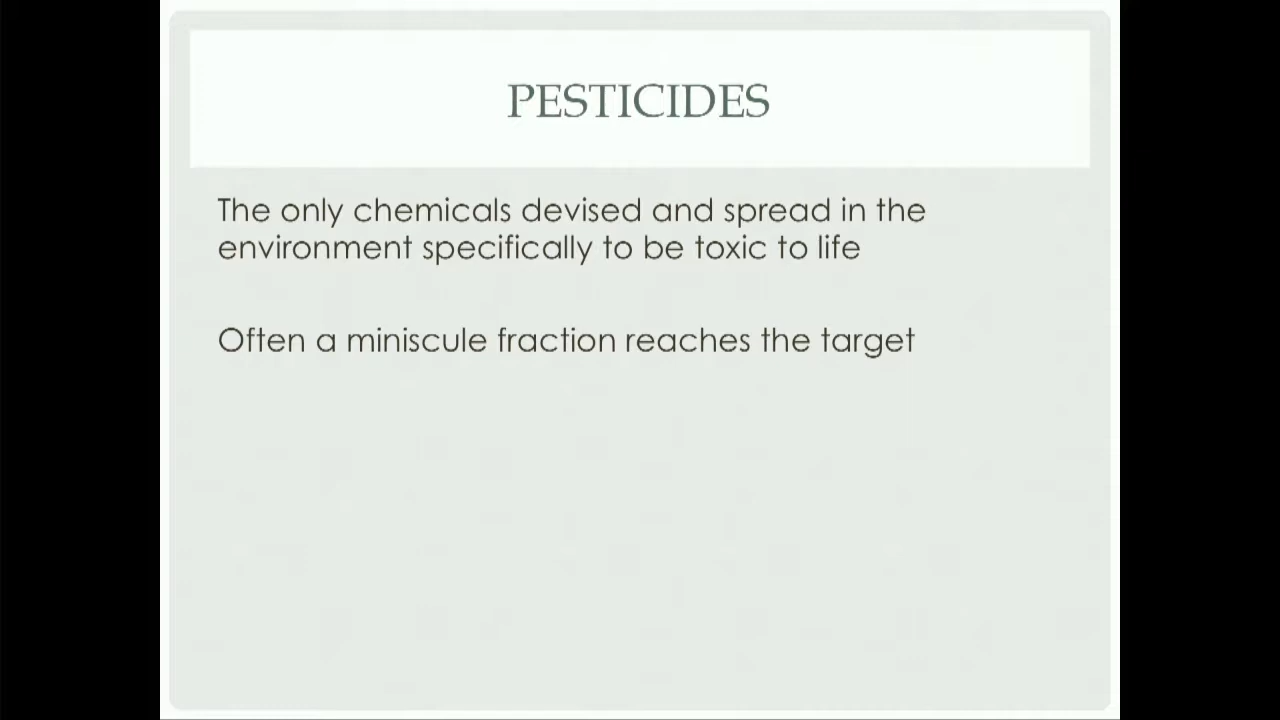 PESTICIDES
The only chemicals devised and spread in the
environment specifically to be toxic to life
Often a miniscule fraction reaches the target